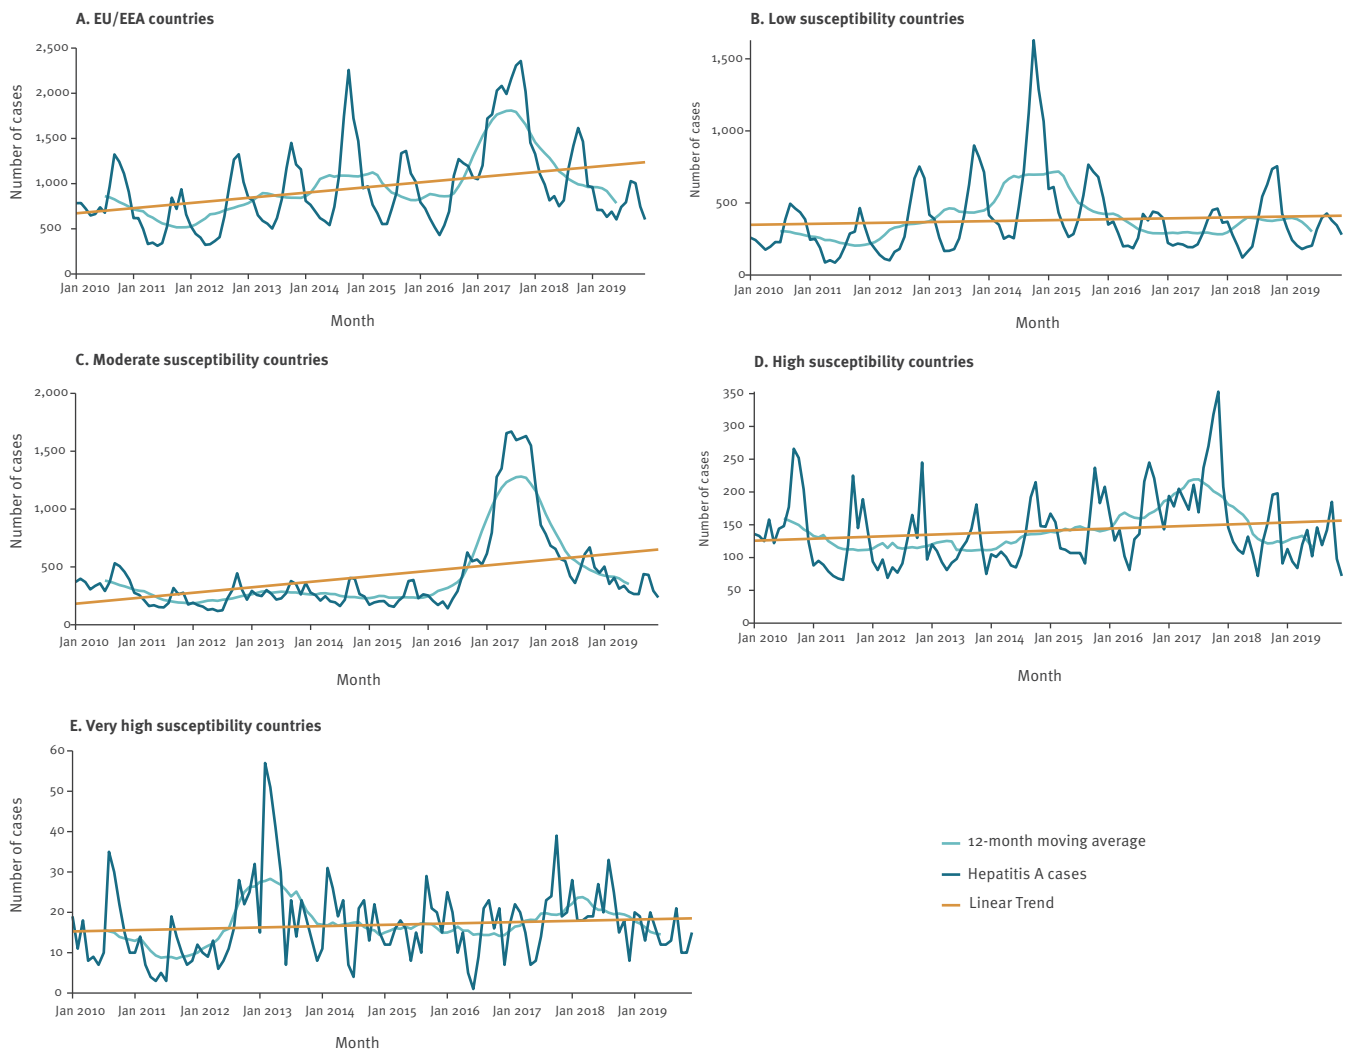 A. EU/EEA countries
Number of cases
2,500
2,000
1,500
1,000
500
0
Jan 2010 Jan 2011 Jan 2012 Jan 2013 Jan 2014 Jan 2015 Jan 2016 Jan 2017 Jan 2018 Jan 2019
Month
B. Low susceptibility countries
Number of cases
1,500
1,000
500
0
Jan 2010 Jan 2011 Jan 2012 Jan 2013 Jan 2014 Jan 2015 Jan 2016 Jan 2017 Jan 2018 Jan 2019
Month
C. Moderate susceptibility countries
Number of cases
2,000
1,500
1,000
500
0
Jan 2010 Jan 2011 Jan 2012 Jan 2013 Jan 2014 Jan 2015 Jan 2016 Jan 2017 Jan 2018 Jan 2019
Month
D. High susceptibility countries
Number of cases
350
300
250
200
150
100
50
0
Jan 2010 Jan 2011 Jan 2012 Jan 2013 Jan 2014 Jan 2015 Jan 2016 Jan 2017 Jan 2018 Jan 2019
Month
E. Very high susceptibility countries
Number of cases
60
50
40
30
20
10
0
Jan 2010 Jan 2011 Jan 2012 Jan 2013 Jan 2014 Jan 2015 Jan 2016 Jan 2017 Jan 2018 Jan 2019
Month
12-month moving average
Hepatitis A cases
Linear Trend